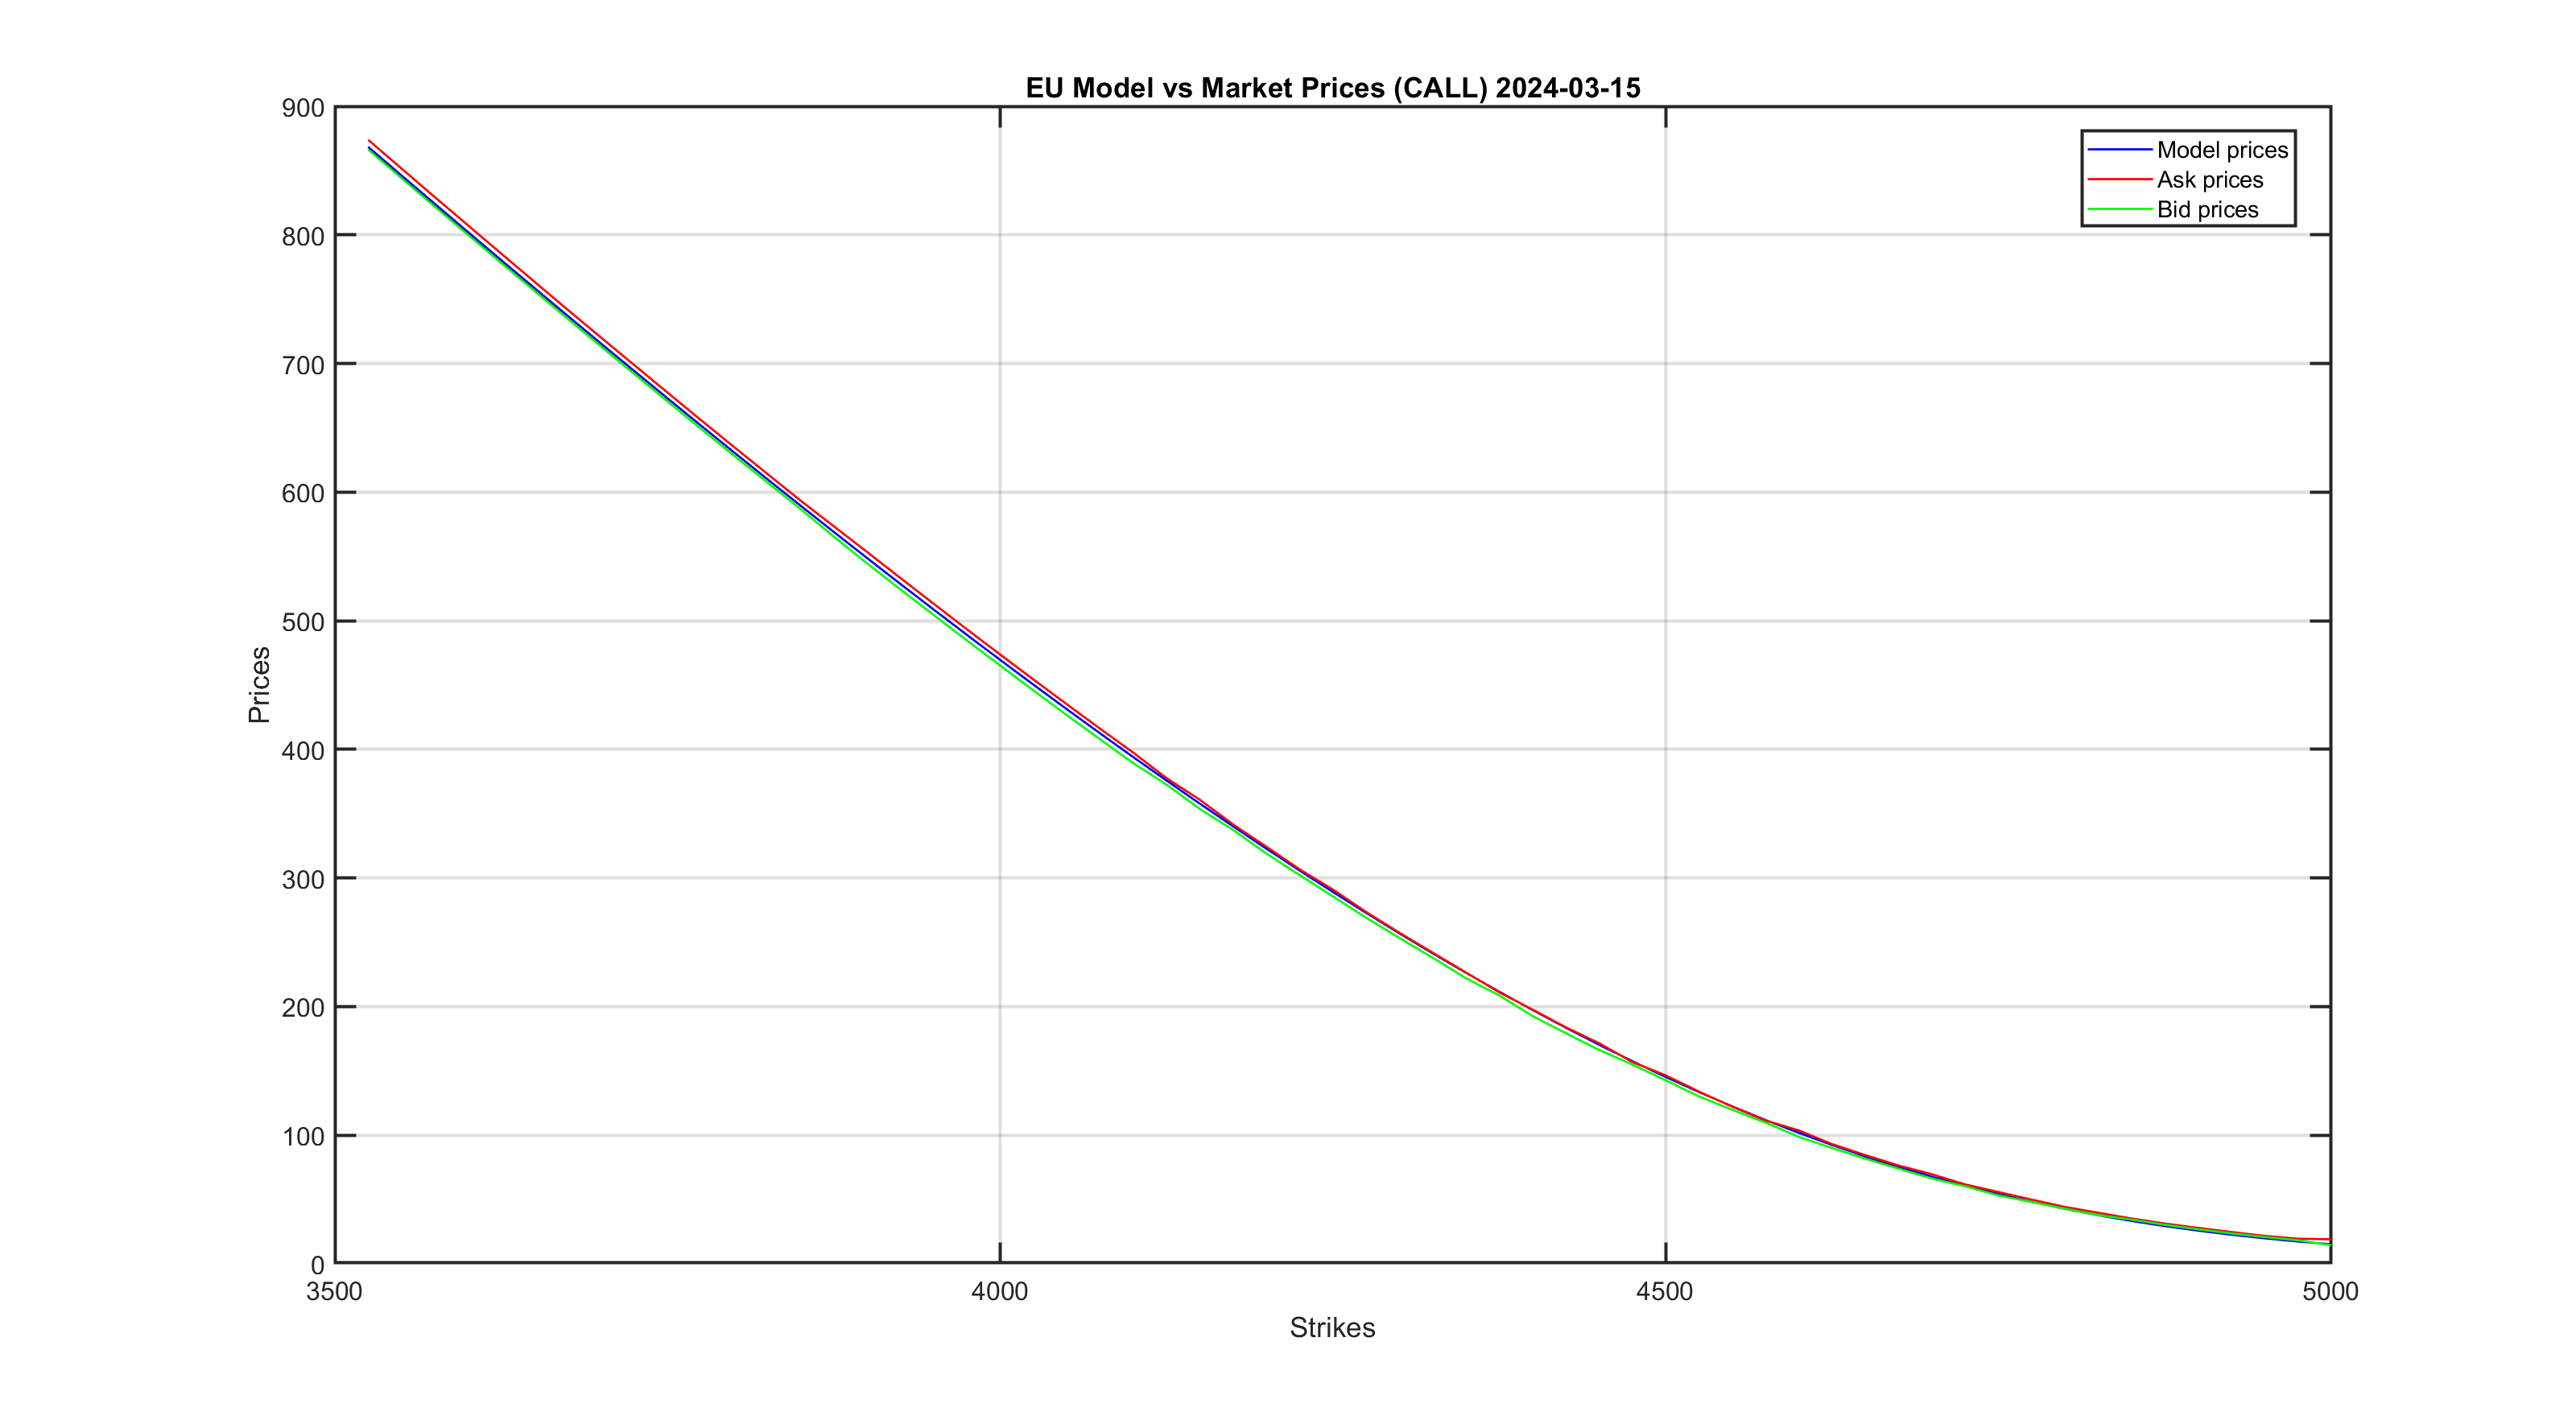 EU Model vs Market Prices (CALL) 2024-03-15
900
800
700
600
500
400
300
200
100
0
Prices
Model prices
Ask prices
Bid prices
3500
4000
4500
5000
Strikes